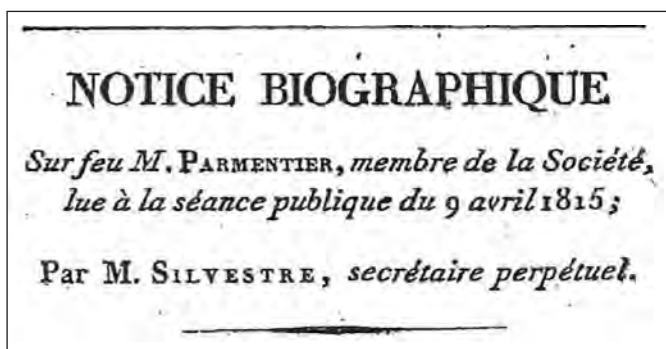 NOTICE BIOGRAPHIQUE
Sur feu M. PARMENTIER, membre de la Société,
lue à la séance publique du 9 avril 1815;
Par M. SILVESTRE, secrétaire perpétuel.